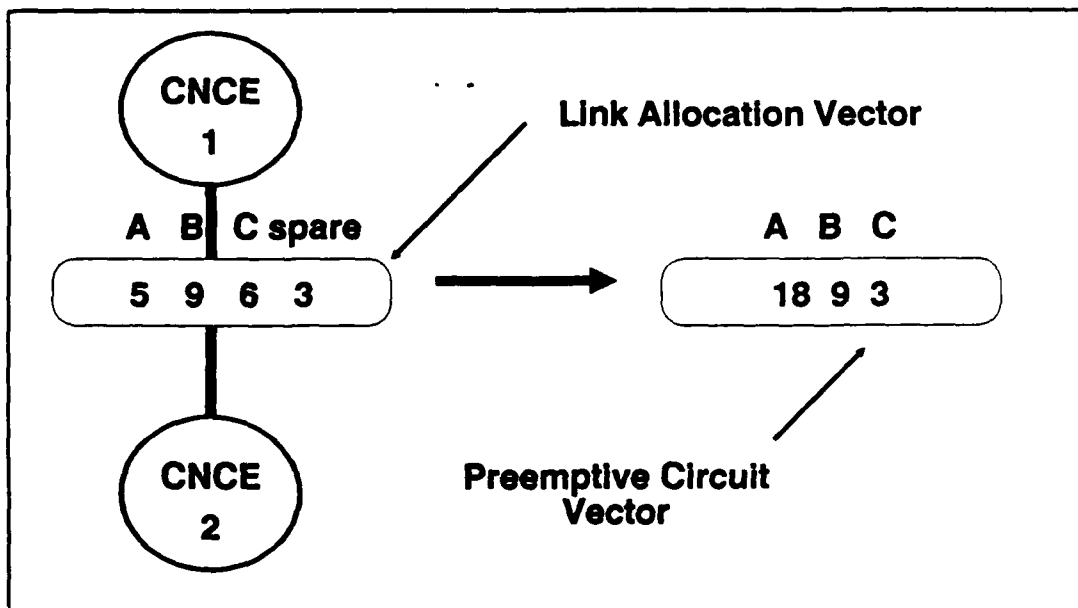 CNCE
1
Link Allocation Vector
A B C spare
5 9 6 3
A B C
18 9 3
CNCE
2
Preemptive Circuit
Vector